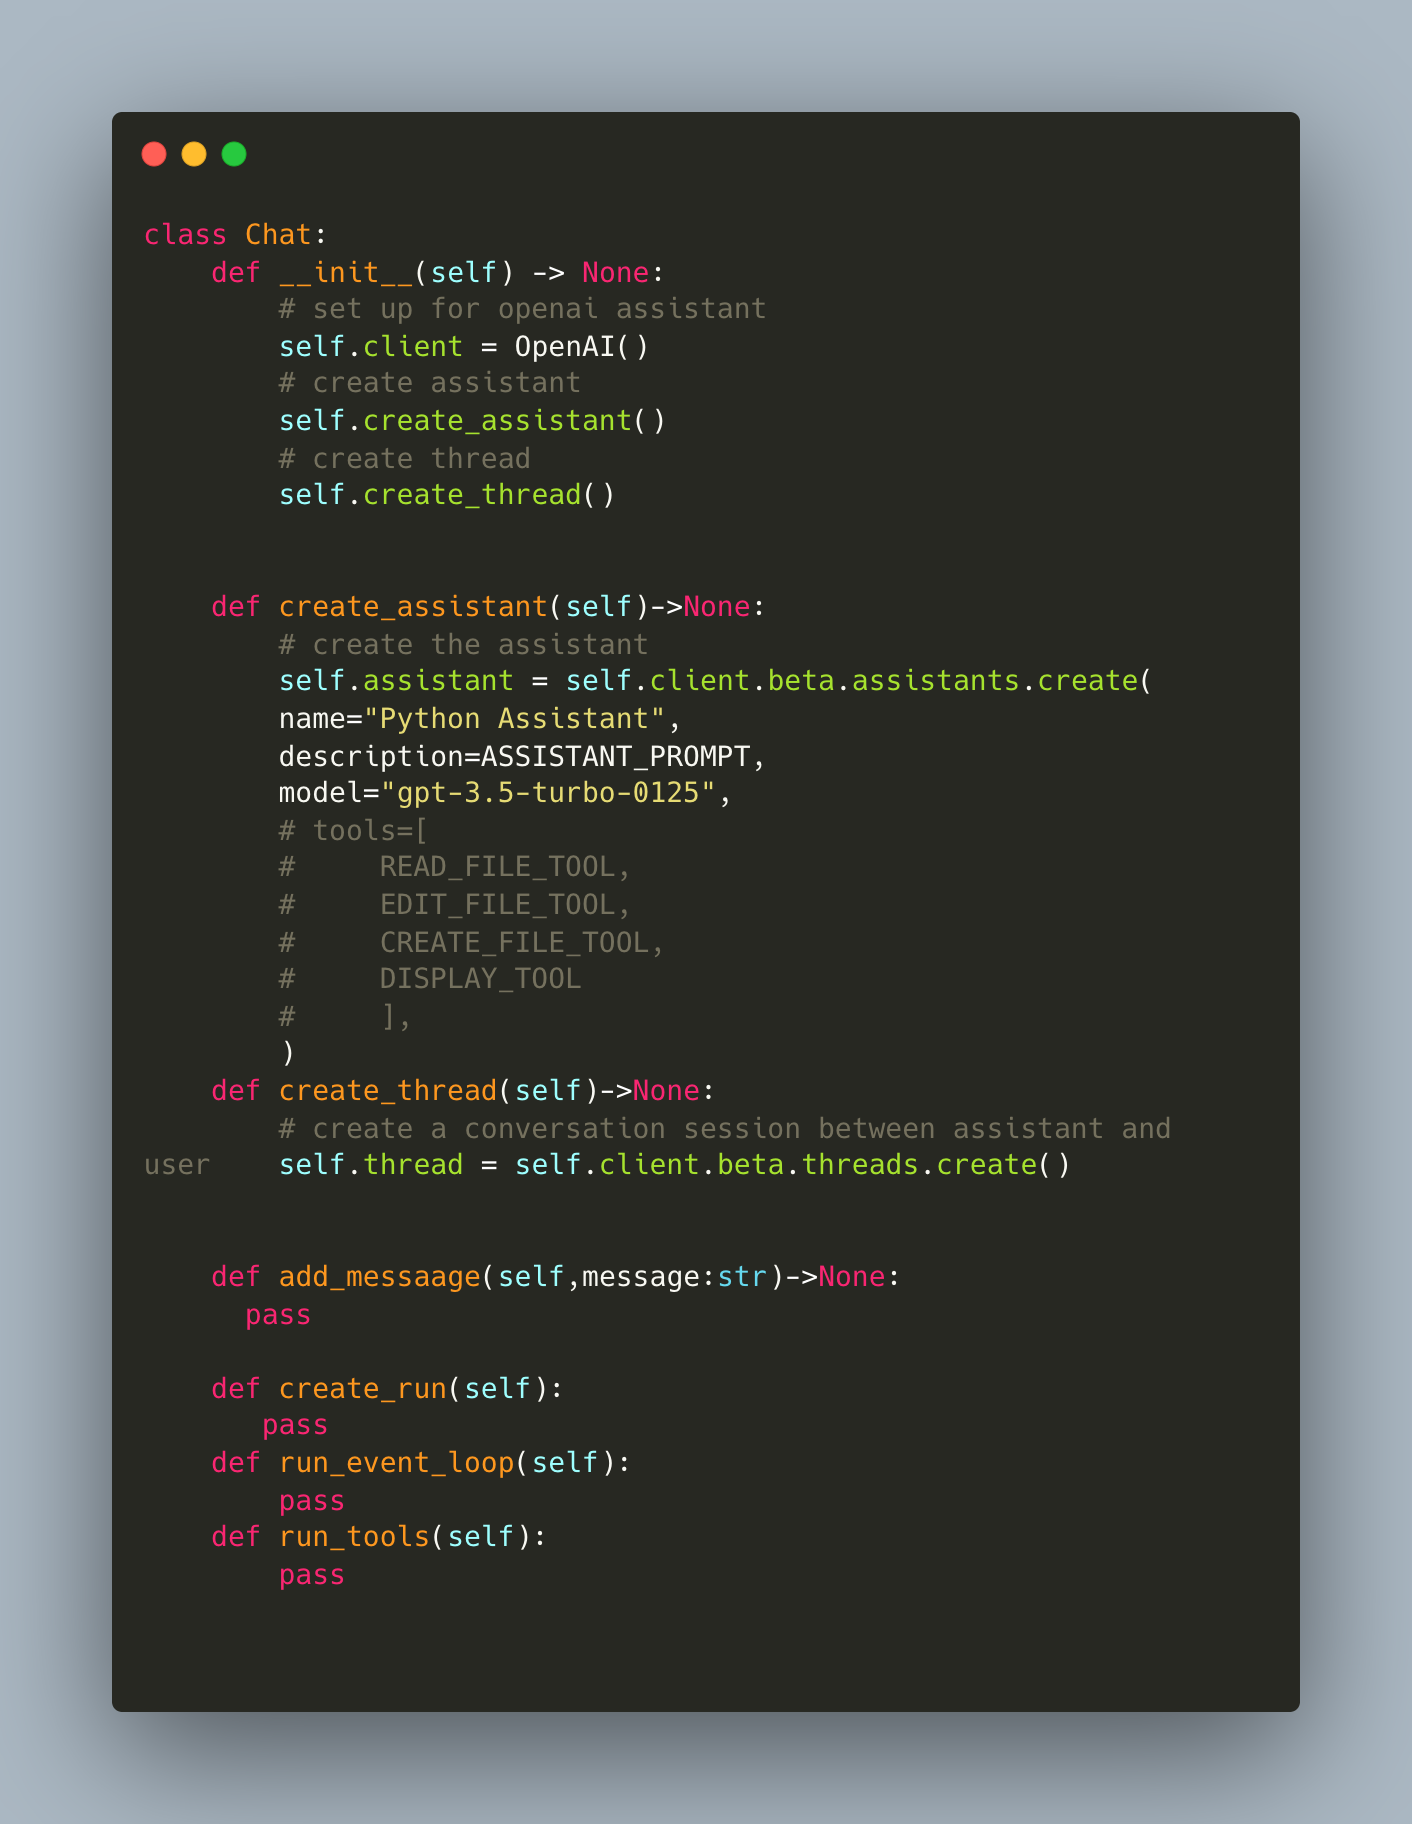 class Chat:
    def __init__(self) -> None:
        # set up for openai assistant
        self.client = OpenAI()
        # create assistant
        self.create_assistant()
        # create thread
        self.create_thread()
    def create_assistant(self)->None:
        # create the assistant
        self.assistant = self.client.beta.assistants.create(
        name="Python Assistant",
        description=ASSISTANT_PROMPT,
        model="gpt-3.5-turbo-0125",
        # tools=[
        #     READ_FILE_TOOL,
        #     EDIT_FILE_TOOL,
        #     CREATE_FILE_TOOL,
        #     DISPLAY_TOOL
        #     ],
        )
    def create_thread(self)->None:
        # create a conversation session between assistant and
user    self.thread = self.client.beta.threads.create()
    def add_messaage(self,message:str)->None:
      pass
    def create_run(self):
       pass
    def run_event_loop(self):
        pass
    def run_tools(self):
        pass